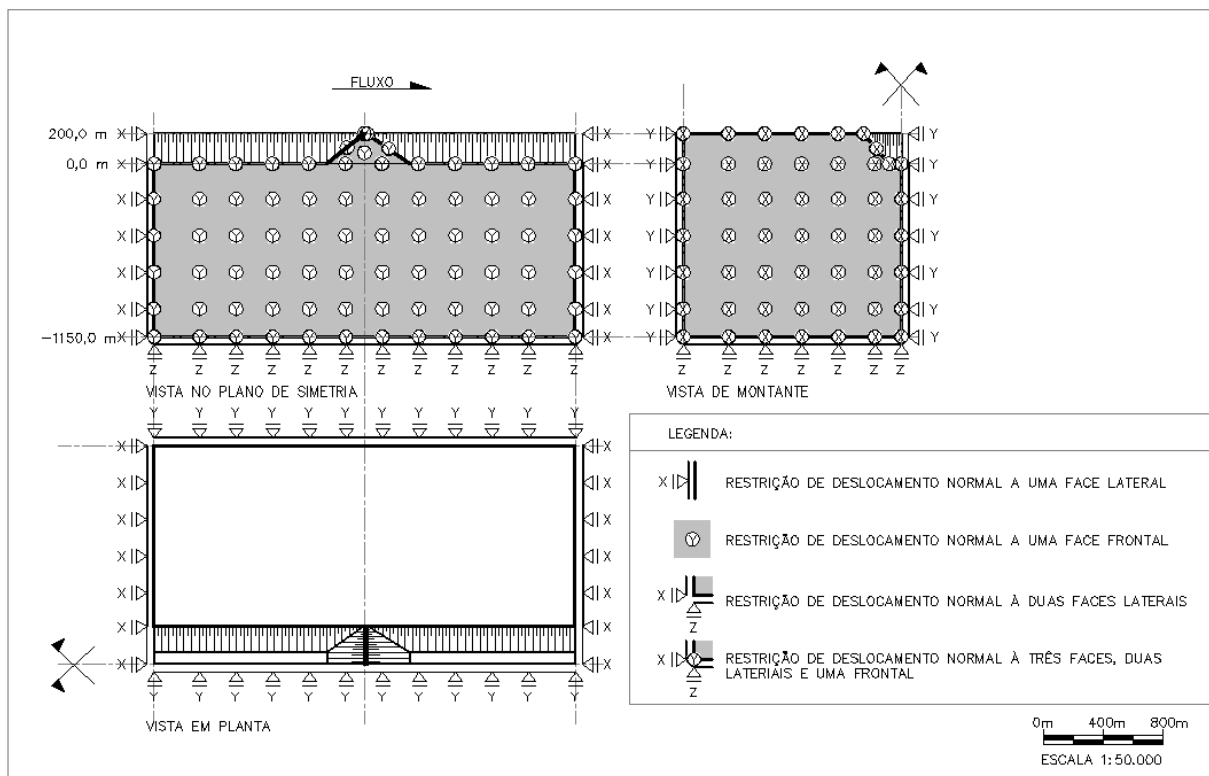 FLUXO
200,0 m X X Y Y
0,0 m X X Y Y
X X Y Y
X X Y Y
X X Y Y
X X Y Y
-1150,0 m X X Y Y
Z Z Z Z Z Z Z Z Z Z Z
Z Z Z Z Z Z Z
VISTA NO PLANO DE SIMETRIA
VISTA DE MONTANTE
Y Y Y Y Y Y Y Y Y Y Y
X X
X X
X X
X X
X X
X X
X X
Y Y Y Y Y Y Y Y Y Y Y
VISTA EM PLANTA
LEGENDA:
X RESTRIÇÃO DE DESLOCAMENTO NORMAL A UMA FACE LATERAL
Y RESTRIÇÃO DE DESLOCAMENTO NORMAL A UMA FACE FRONTAL
X Z RESTRIÇÃO DE DESLOCAMENTO NORMAL À DUAS FACES LATERAIS
X Y Z RESTRIÇÃO DE DESLOCAMENTO NORMAL À TRÊS FACES, DUAS
LATERIAIS E UMA FRONTAL
0m 400m 800m
ESCALA 1:50.000